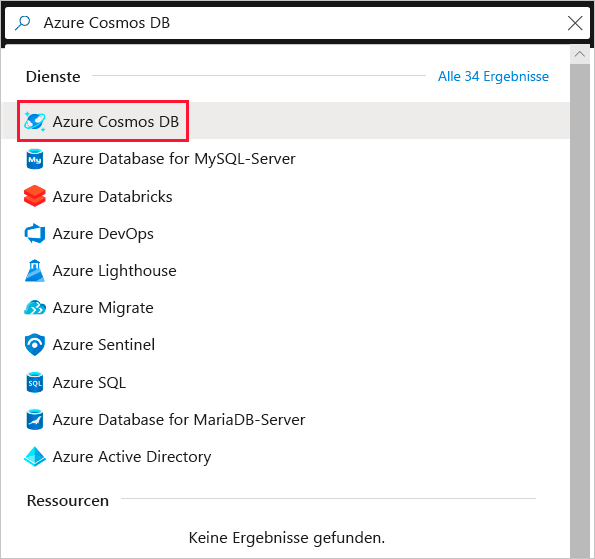 Azure Cosmos DB
Dienste
Alle 34 Ergebnisse
Azure Cosmos DB
My
Azure Database for MySQL-Server
Azure Databricks
Azure DevOps
Azure Lighthouse
Azure Migrate
Azure Sentinel
SQL
Azure SQL
Azure Database for MariaDB-Server
Azure Active Directory
Ressourcen
Keine Ergebnisse gefunden.